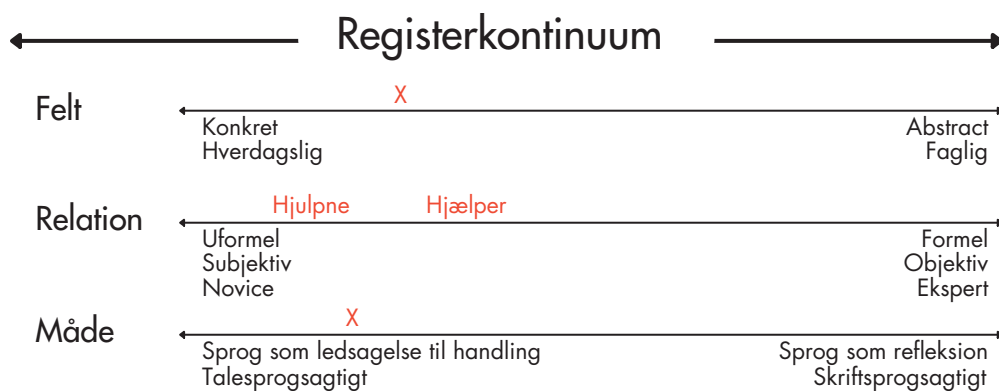 Registerkontinuum
X
Felt
Konkret
Hverdagslig
Abstract
Faglig
Hjulpne
Hjælper
Relation
Uformel
Subjektiv
Novice
Formel
Objektiv
Ekspert
X
Måde
Sprog som ledsagelse til handling
Talesprogsagtigt
Sprog som refleksion
Skriftsprogsagtigt